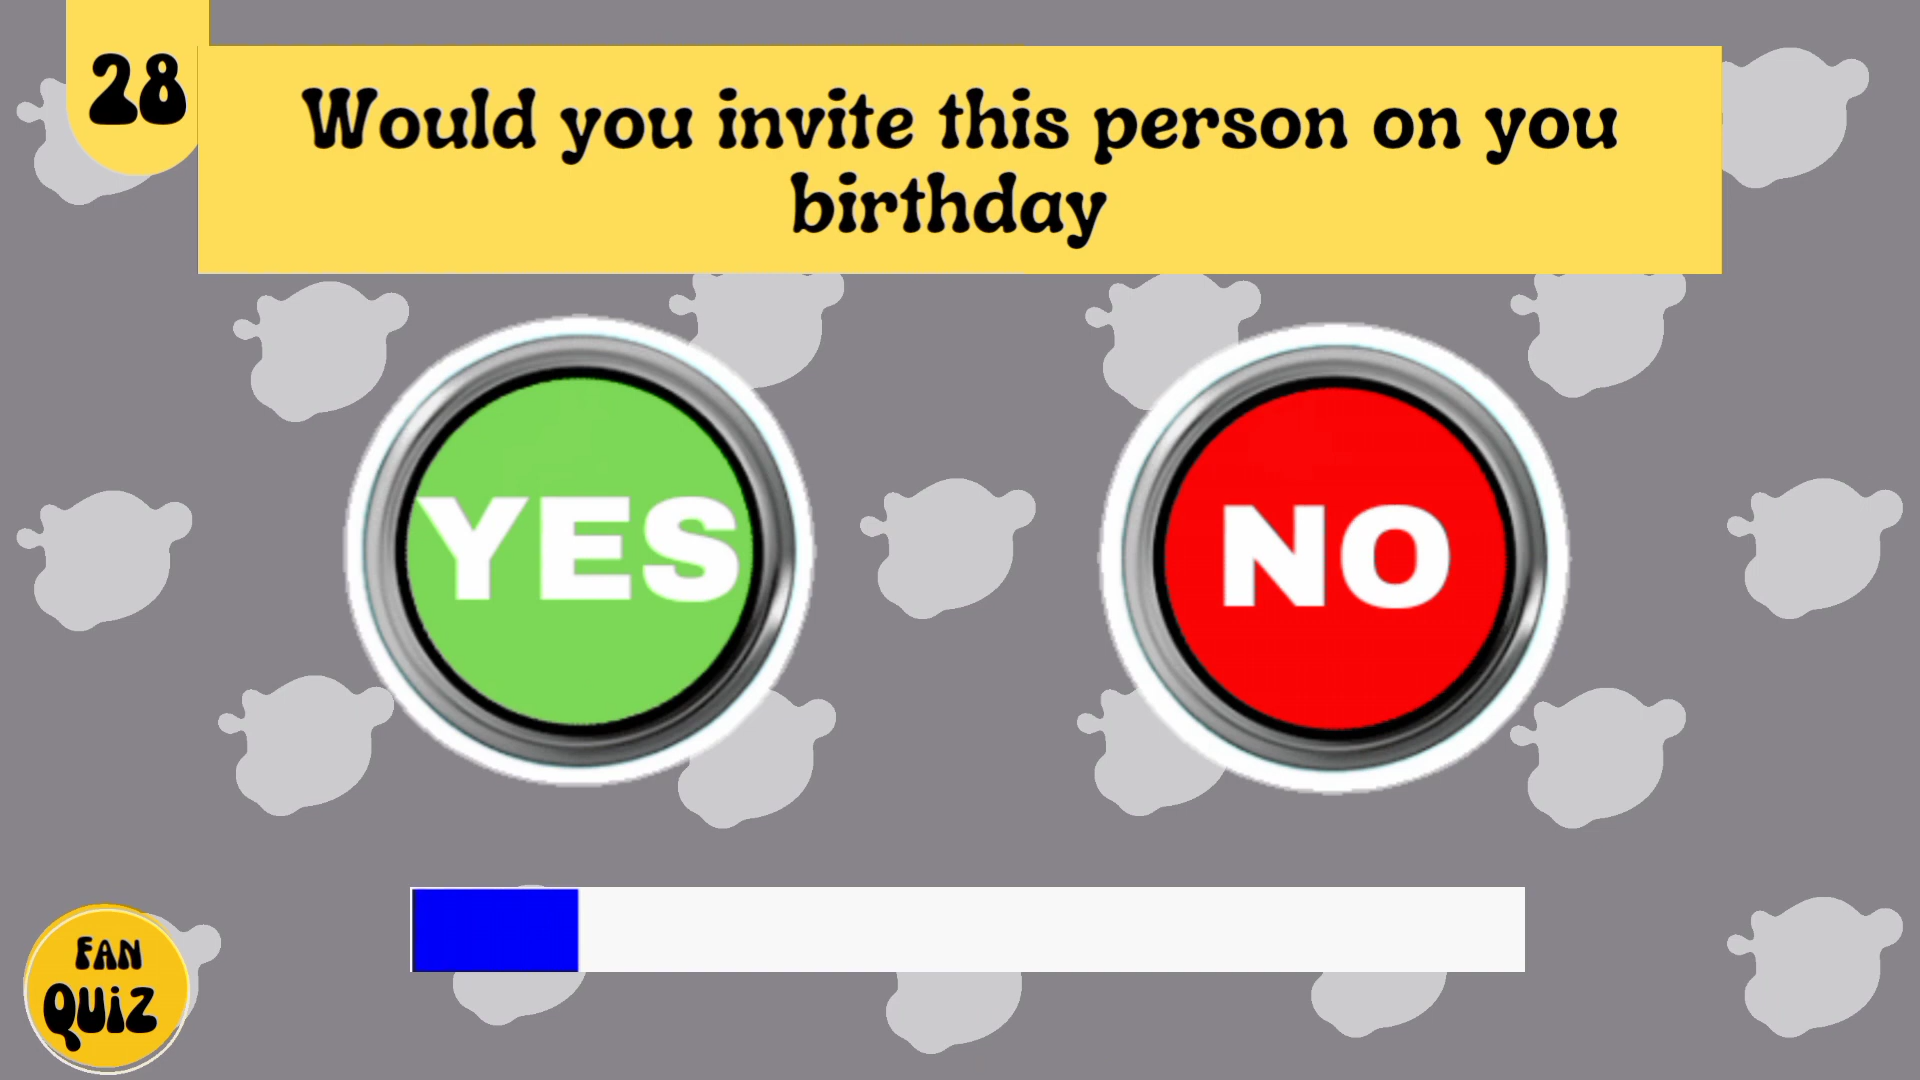 28
Would you invite this person on you
birthday
YES
NO
FAN
QUiZ